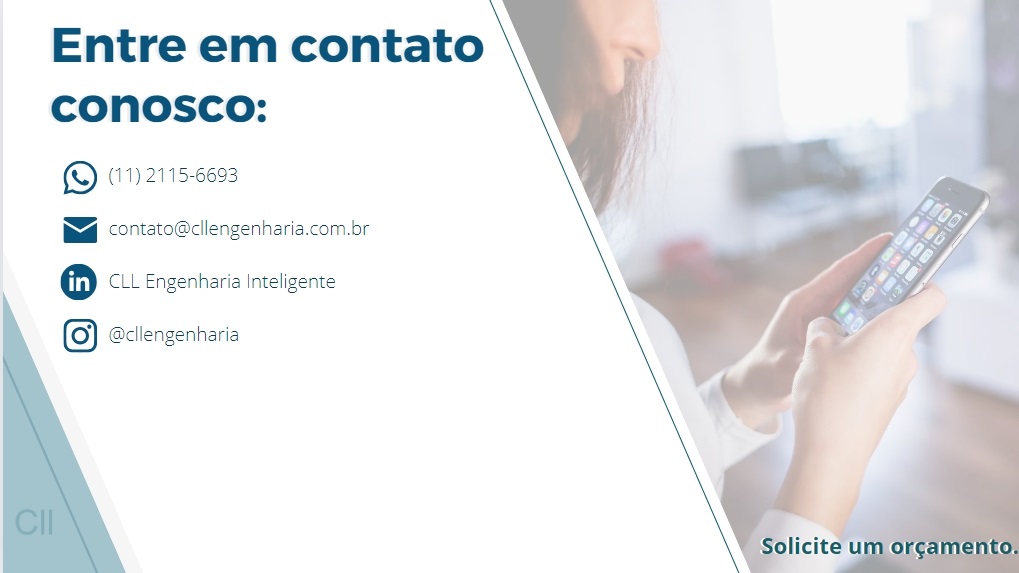 Entre em contato
conosco:
(11) 2115-6693
contato@cllengenharia.com.br
CLL Engenharia Inteligente
@cllengenharia
Cll
Solicite um orçamento.